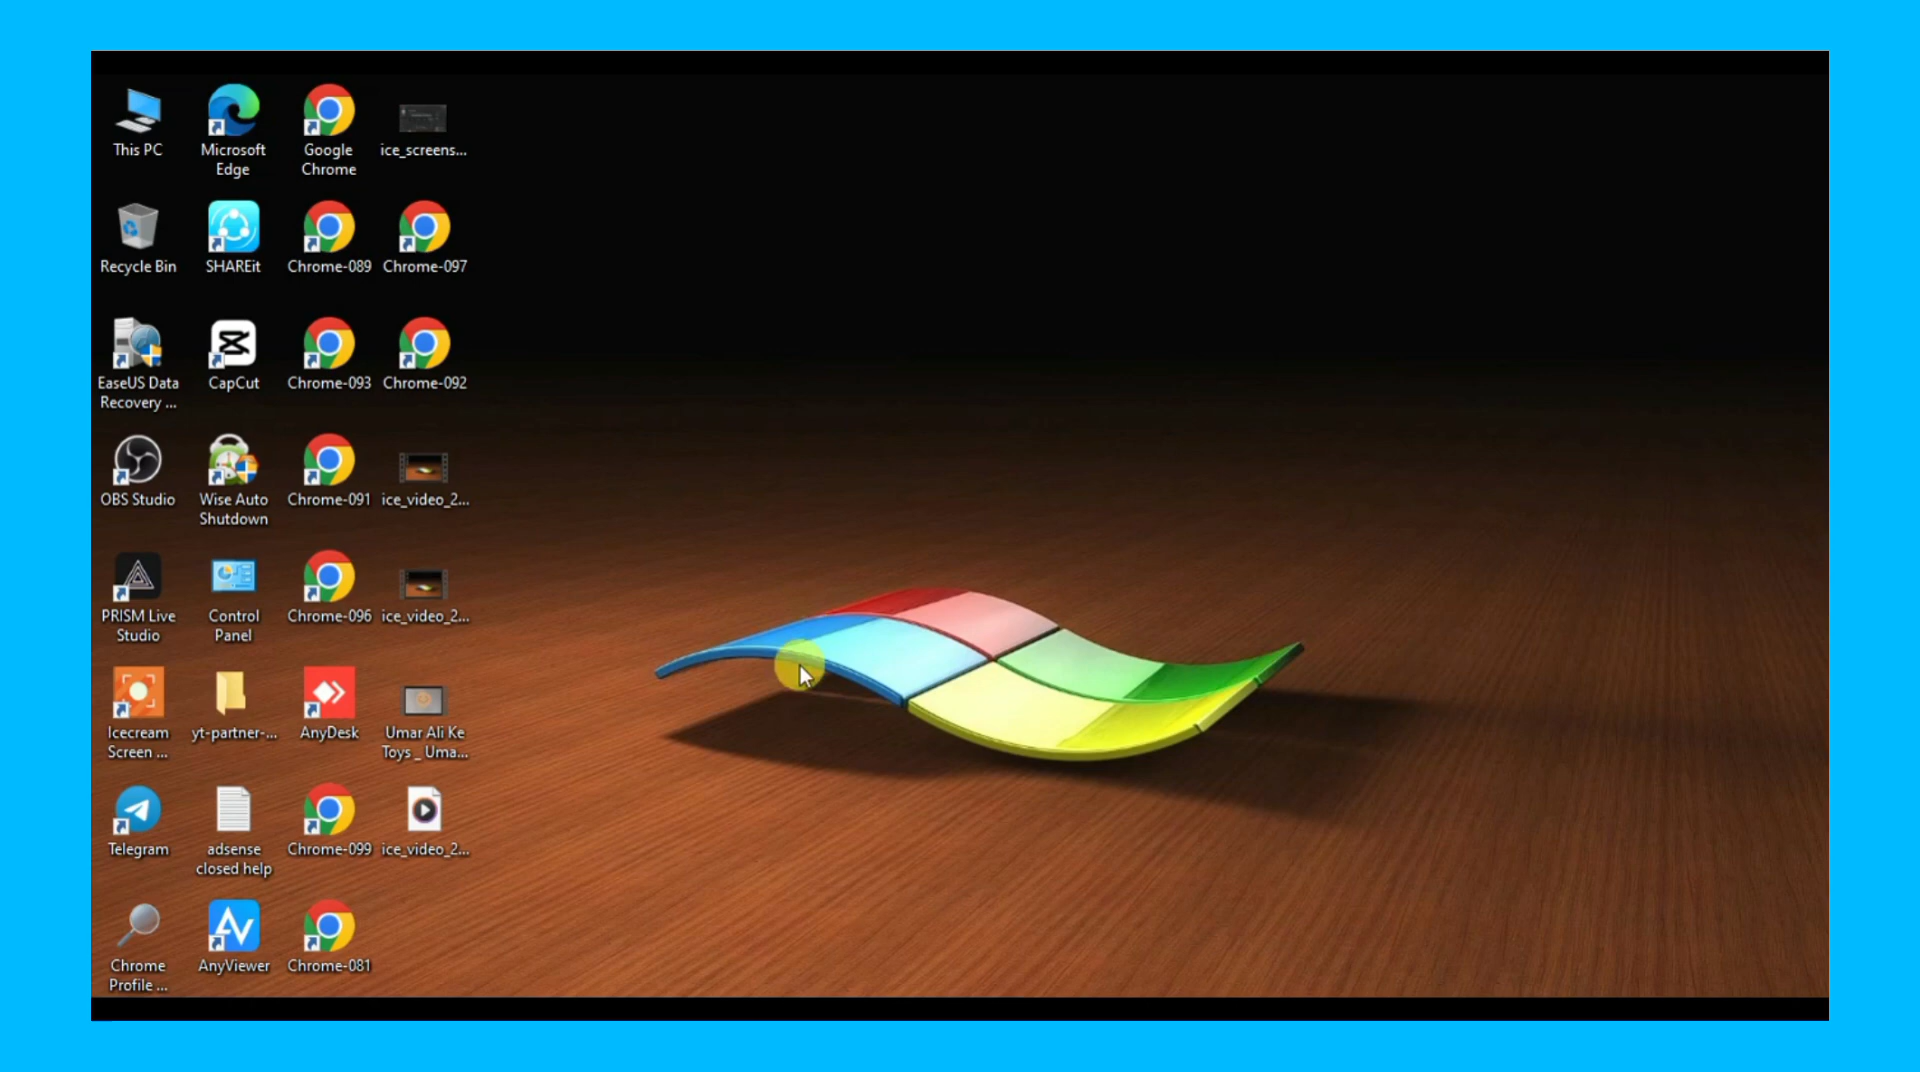 This PC
Microsoft
Edge
Google
Chrome
ice_screens...
Recycle Bin
SHAREit
Chrome-089
Chrome-097
EaseUS Data
Recovery ...
CapCut
Chrome-093
Chrome-092
OBS Studio
Wise Auto
Shutdown
Chrome-091
ice_video_2...
PRISM Live
Studio
Control
Panel
Chrome-096
ice_video_2...
Icecream
Screen ...
yt-partner-...
AnyDesk
Umar Ali Ke
Toys _ Uma...
Telegram
adsense
closed help
Chrome-099
ice_video_2...
Chrome
Profile ...
AnyViewer
Chrome-081